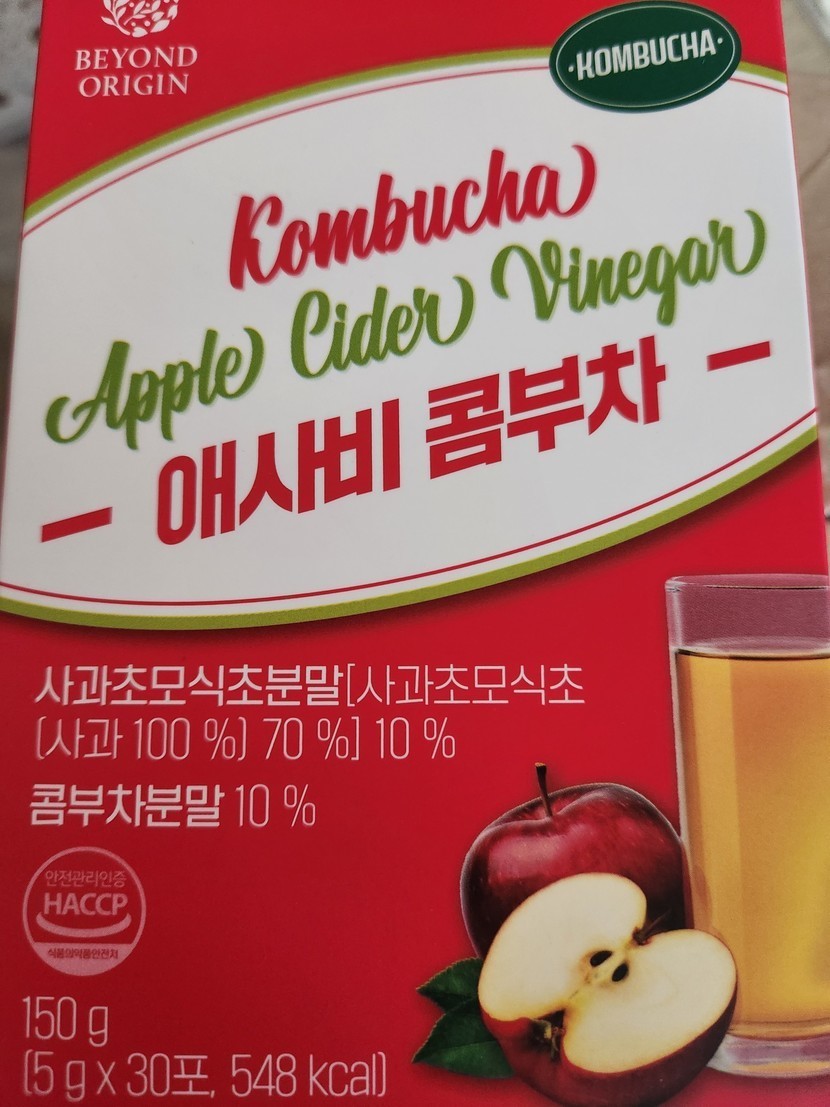 BEYOND
ORIGIN
·KOMBUCHA·
Kombucha
Apple Cider Vinegar
- 애사비 콤부차 -
사과초모식초분말[사과초모식초
(사과 100 %) 70 %] 10 %
콤부차분말 10 %
안전관리인증
HACCP
식품의약품안전처
150 g
(5 g x 30포, 548 kcal)